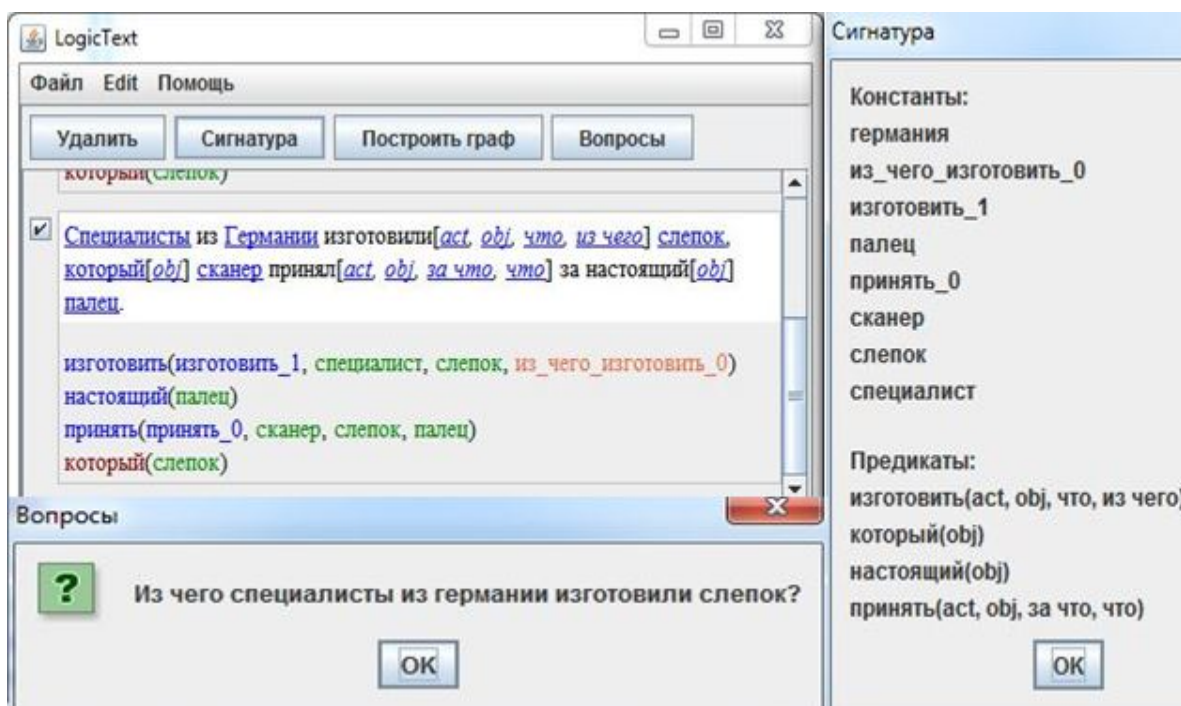 LogicText
Файл Edit Помощь
Удалить Сигнатура Построить граф Вопросы
который(слепок)
Специалисты из Германии изготовили[act, obj, что, из чего] слепок,
который[obj] сканер принял[act, obj, за что, что] за настоящий[obj]
палец.
изготовить(изготовить_1, специалист, слепок, из_чего_изготовить_0)
настоящий(палец)
принять(принять_0, сканер, слепок, палец)
который(слепок)
Вопросы
? Из чего специалисты из германии изготовили слепок?
OK
Сигнатура
Константы:
германия
из_чего_изготовить_0
изготовить_1
палец
принять_0
сканер
слепок
специалист
Предикаты:
изготовить(act, obj, что, из чего)
который(obj)
настоящий(obj)
принять(act, obj, за что, что)
OK